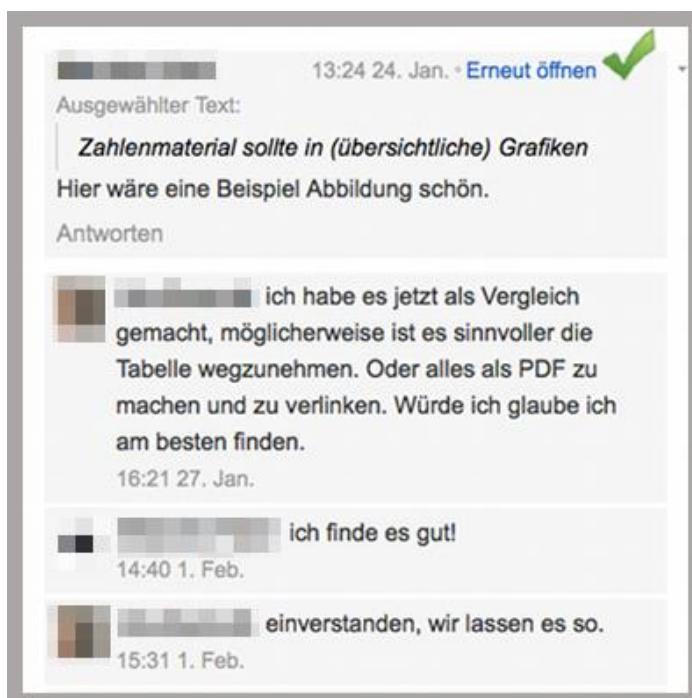 13:24 24. Jan. • Erneut öffnen
Ausgewählter Text:
Zahlenmaterial sollte in (übersichtliche) Grafiken
Hier wäre eine Beispiel Abbildung schön.
Antworten
ich habe es jetzt als Vergleich
gemacht, möglicherweise ist es sinnvoller die
Tabelle wegzunehmen. Oder alles als PDF zu
machen und zu verlinken. Würde ich glaube ich
am besten finden.
16:21 27. Jan.
ich finde es gut!
14:40 1. Feb.
einverstanden, wir lassen es so.
15:31 1. Feb.